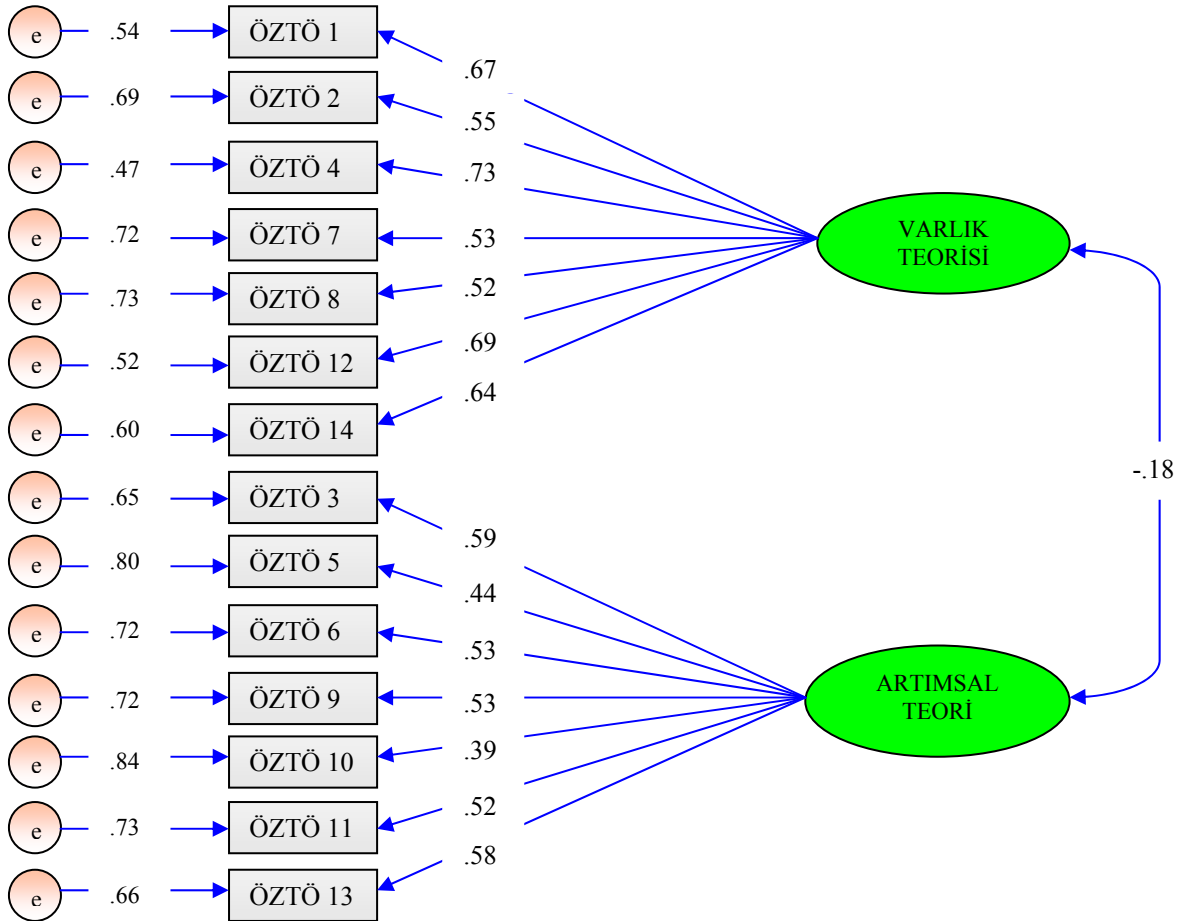 e .54 ÖZTÖ 1 .67
e .69 ÖZTÖ 2 .55
e .47 ÖZTÖ 4 .73
e .72 ÖZTÖ 7 .53
e .73 ÖZTÖ 8 .52
e .52 ÖZTÖ 12 .69
e .60 ÖZTÖ 14 .64
VARLIK
TEORİSİ
-.18
e .65 ÖZTÖ 3 .59
e .80 ÖZTÖ 5 .44
e .72 ÖZTÖ 6 .53
e .72 ÖZTÖ 9 .53
e .84 ÖZTÖ 10 .39
e .73 ÖZTÖ 11 .52
e .66 ÖZTÖ 13 .58
ARTIMSAL
TEORİ